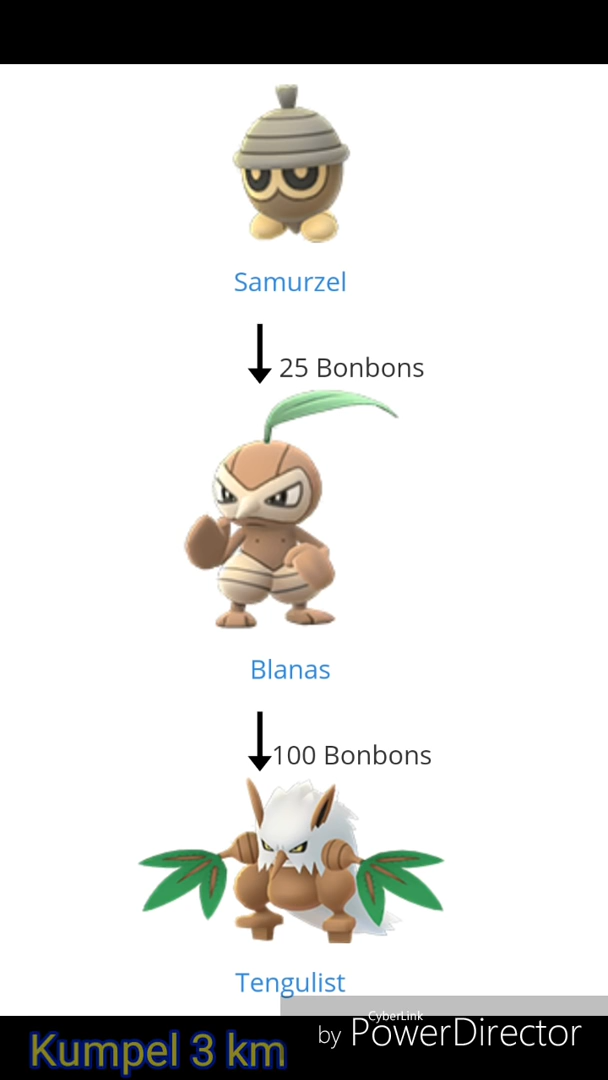 Samurzel
25 Bonbons
Blanas
100 Bonbons
Tengulist
CyberLink
by PowerDirector
Kumpel 3 km